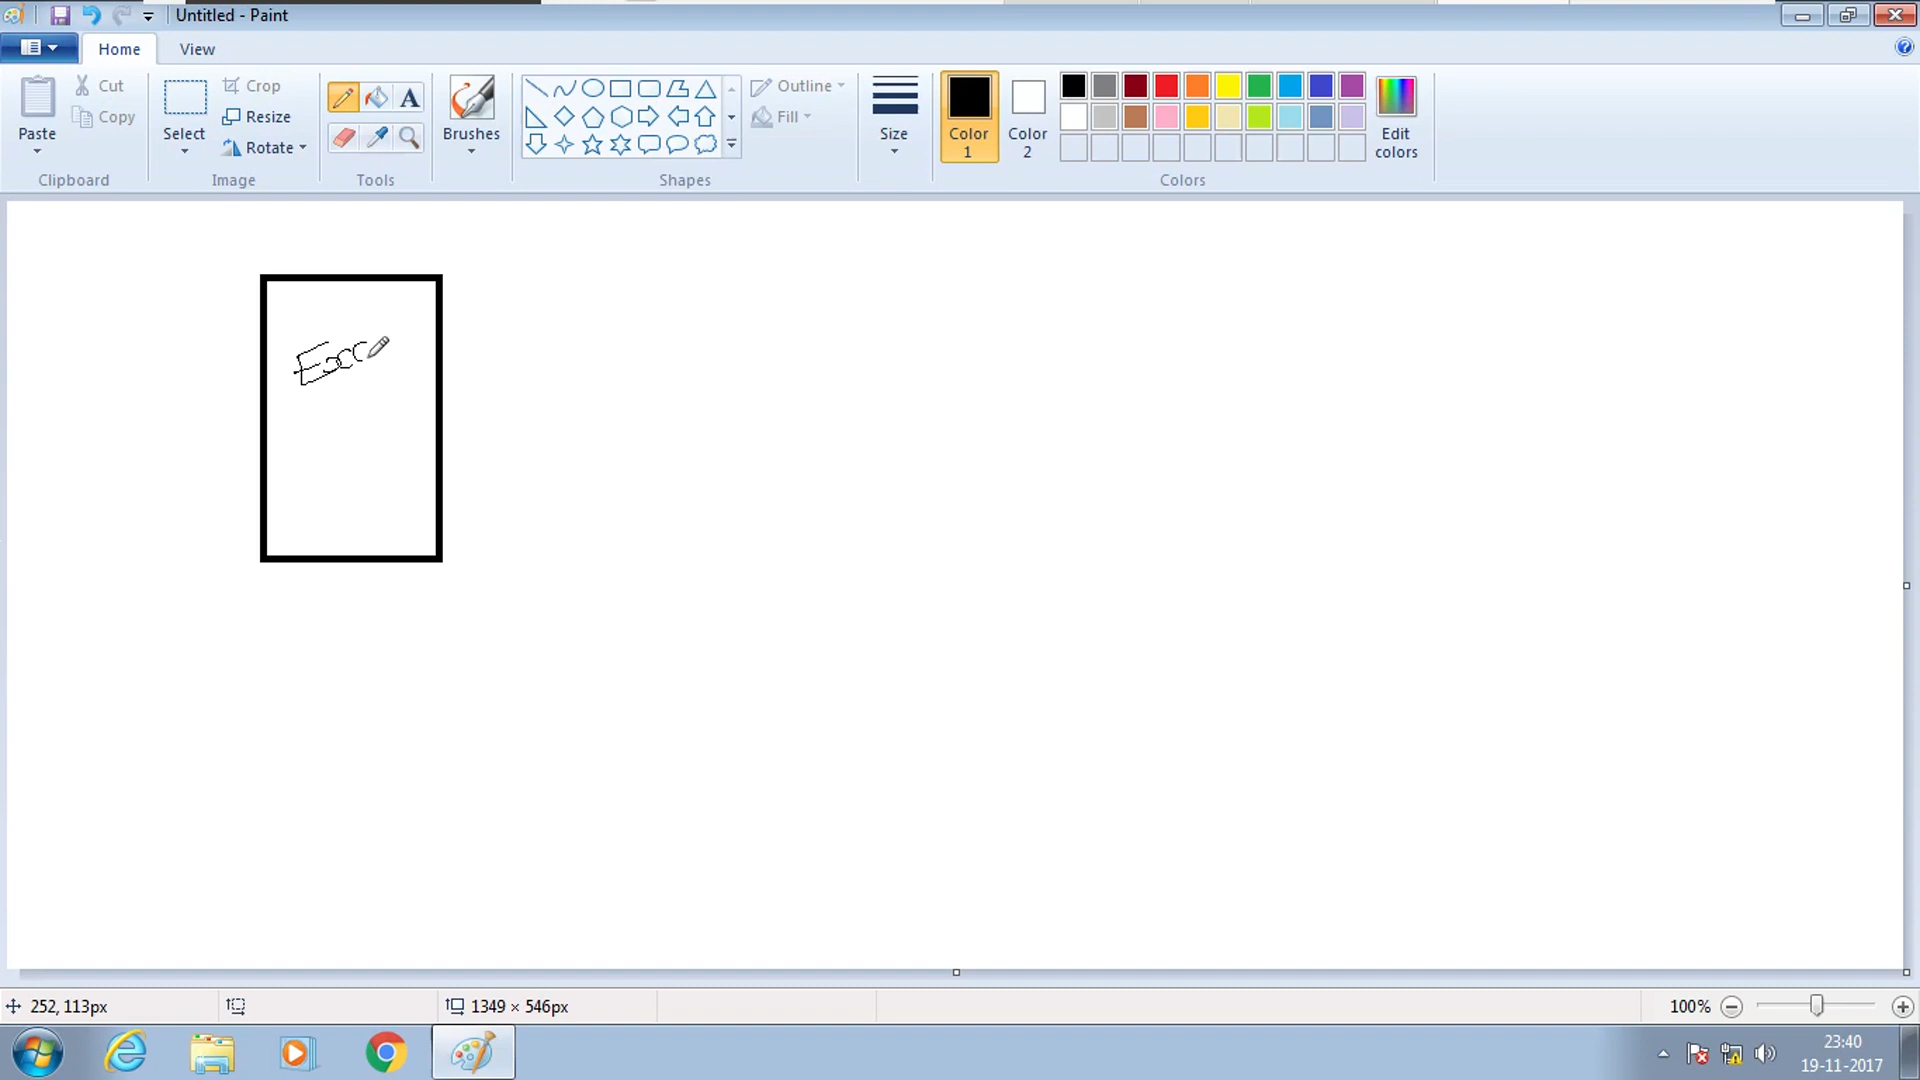 Untitled - Paint
Home
View
Paste
Cut
Copy
Clipboard
Select
Crop
Resize
Rotate
Image
A
Tools
Brushes
Shapes
Outline
Fill
Size
Color
1
Color
2
Edit
colors
Colors
252, 113px
1349 × 546px
100%
23:40
19-11-2017